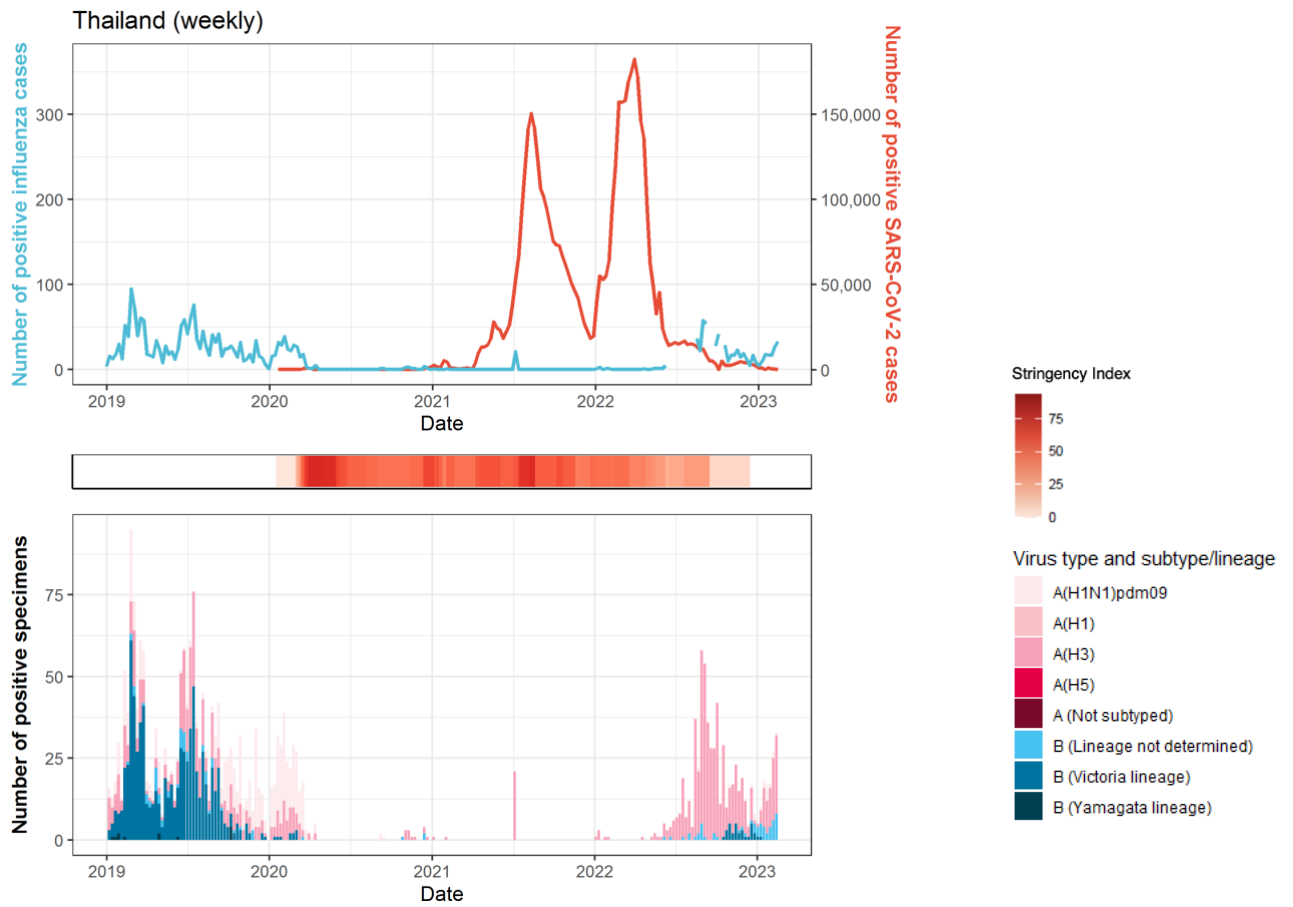 Thailand (weekly)
Number of positive influenza cases
300
200
100
0
Number of positive SARS-CoV-2 cases
150,000
100,000
50,000
0
2019 2020 2021 2022 2023
Date
Number of positive specimens
75
50
25
0
2019 2020 2021 2022 2023
Date
Stringency Index
75
50
25
0
Virus type and subtype/lineage
A(H1N1)pdm09
A(H1)
A(H3)
A(H5)
A (Not subtyped)
B (Lineage not determined)
B (Victoria lineage)
B (Yamagata lineage)